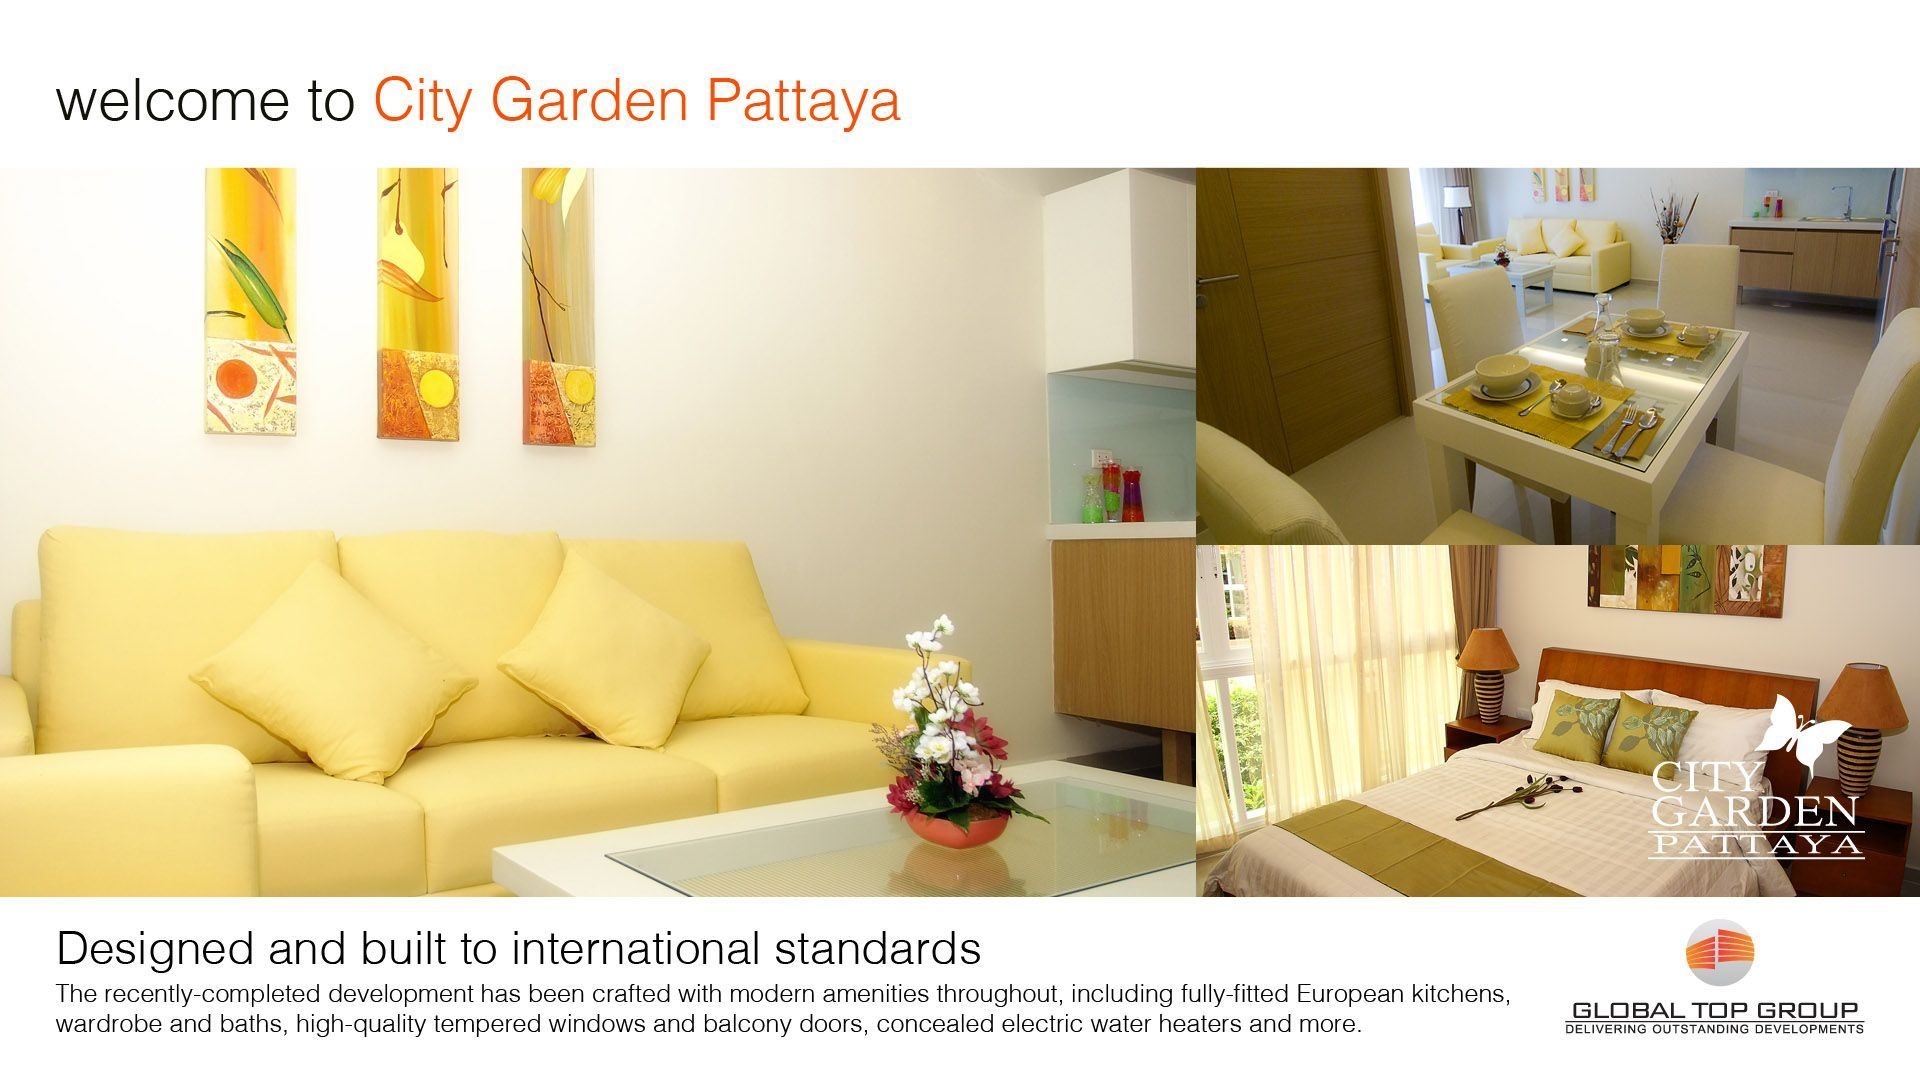 welcome to City Garden Pattaya
CITY
GARDEN
PATTAYA
Designed and built to international standards
The recently-completed development has been crafted with modern amenities throughout, including fully-fitted European kitchens,
wardrobe and baths, high-quality tempered windows and balcony doors, concealed electric water heaters and more.
GLOBAL TOP GROUP
DELIVERING OUTSTANDING DEVELOPMENTS